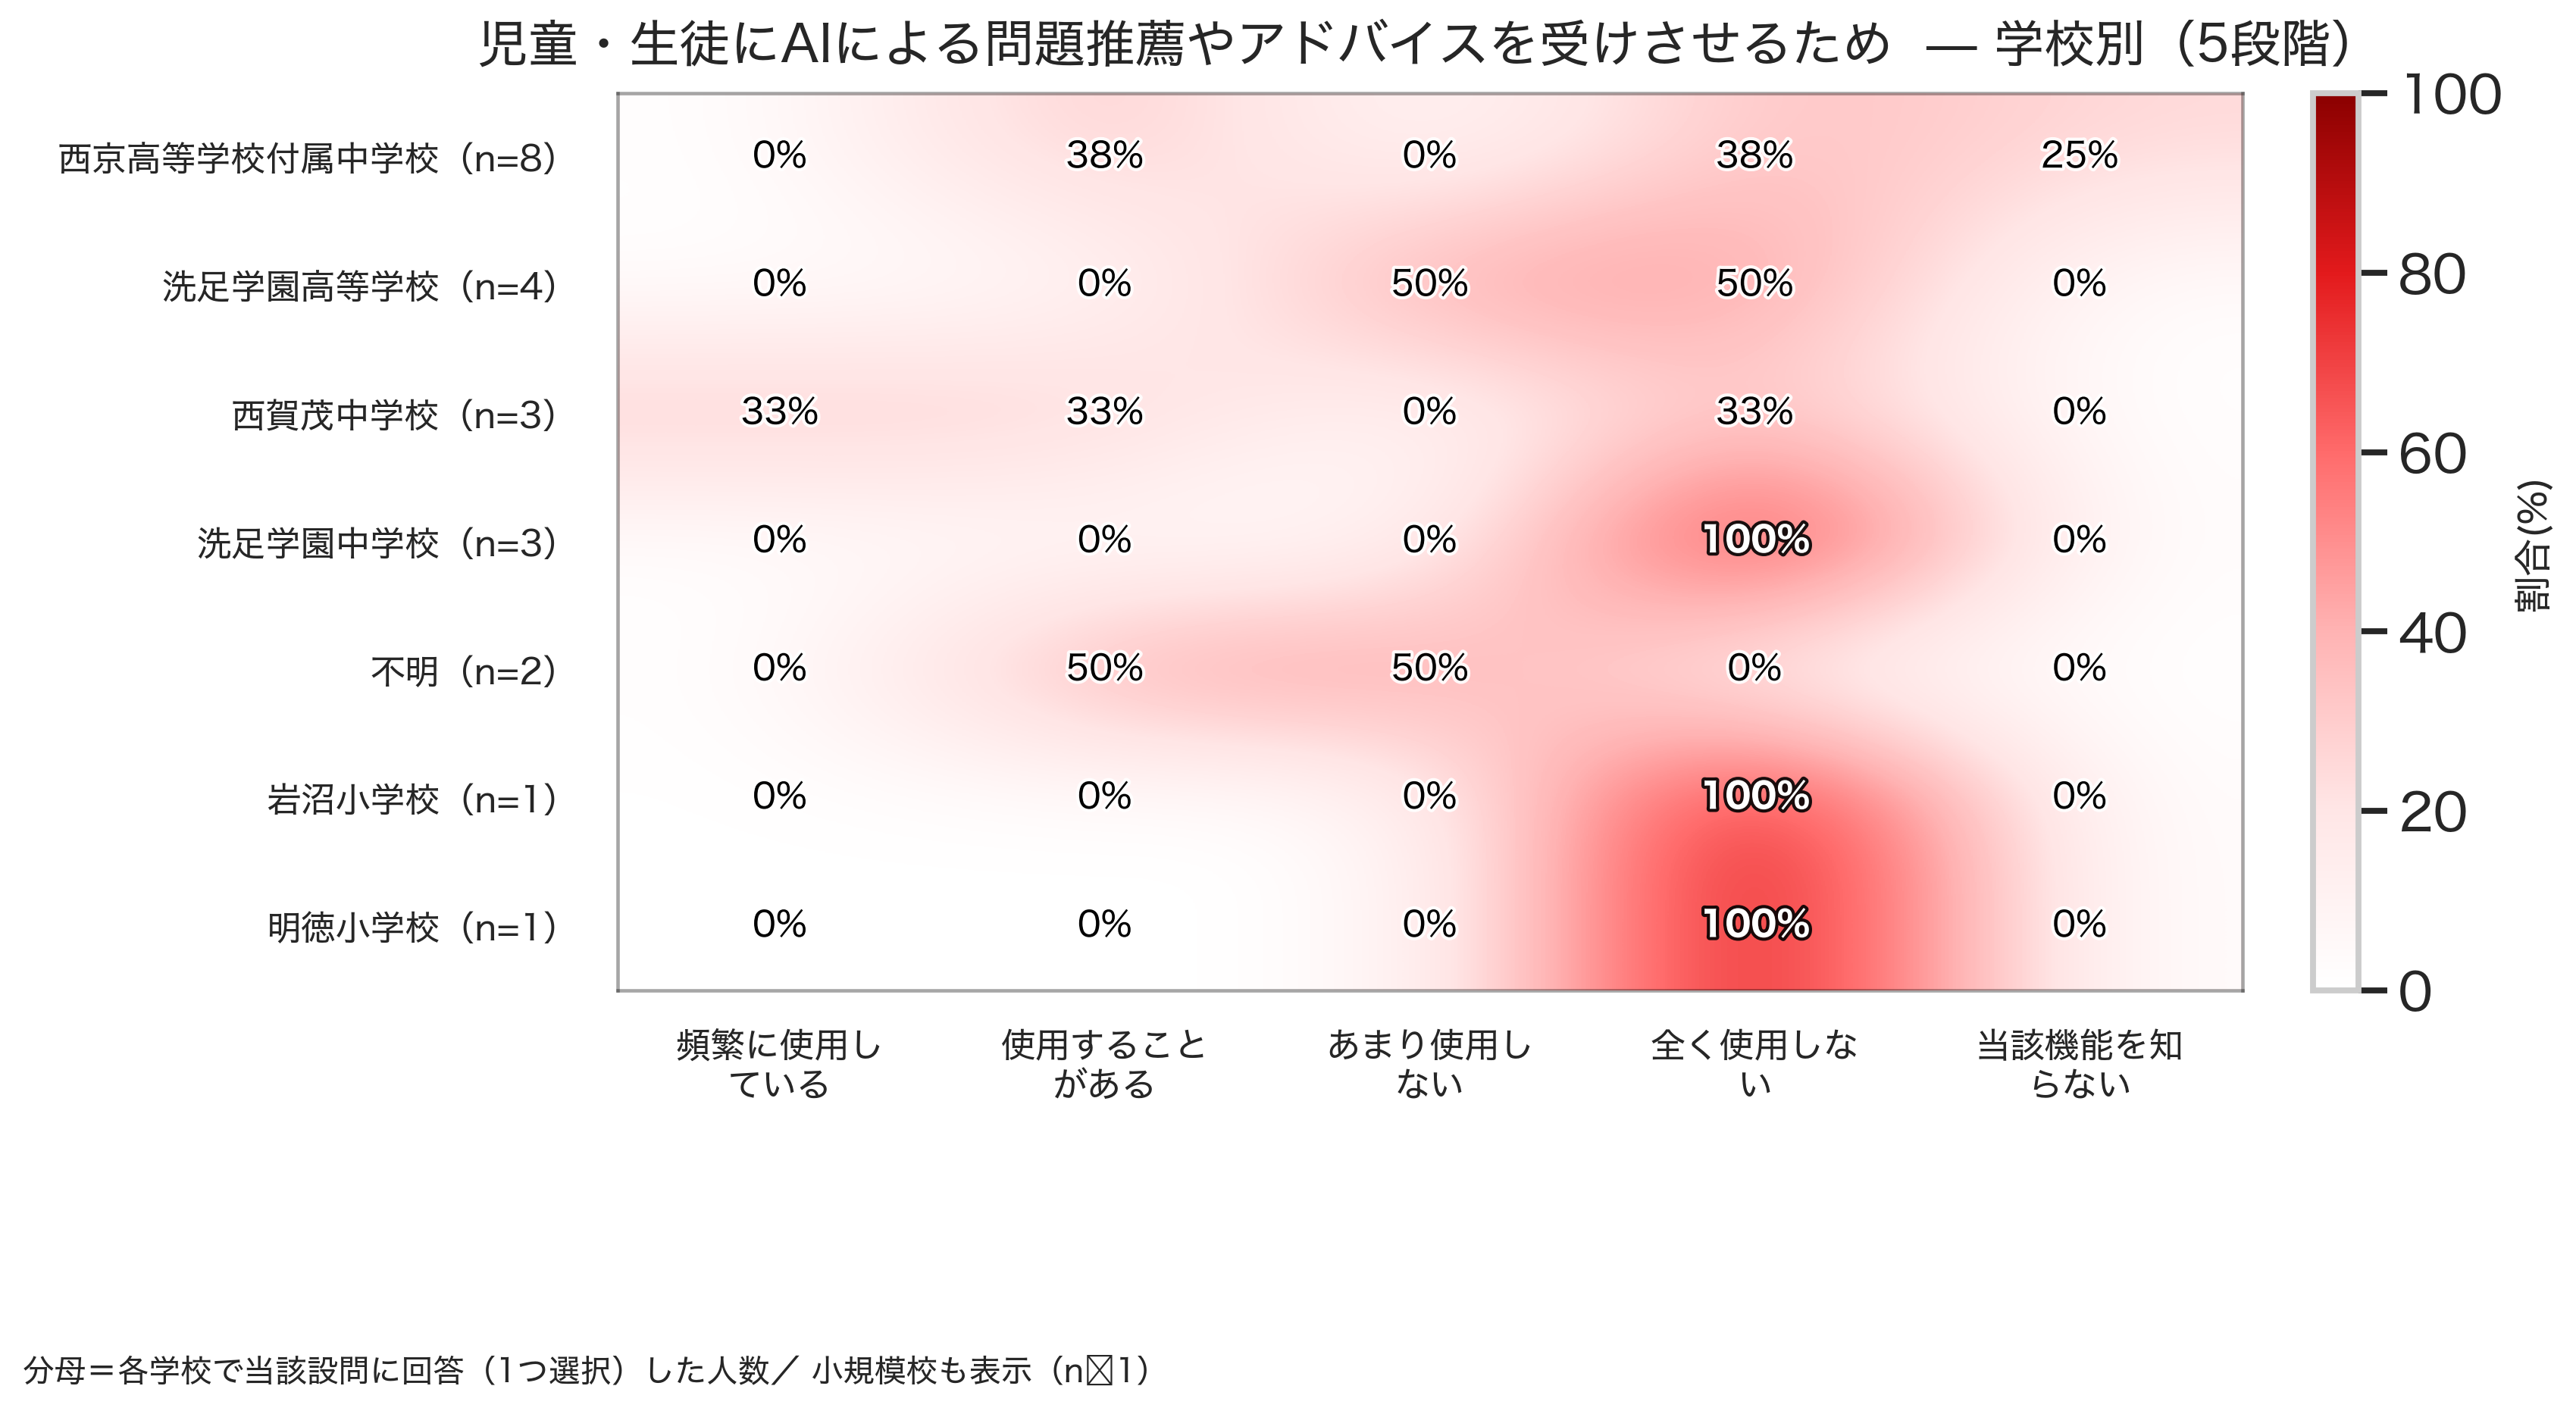 児童・生徒にAIによる問題推薦やアドバイスを受けさせるため — 学校別（5段階）
西京高等学校付属中学校（n=8） 0% 38% 0% 38% 25%
洗足学園高等学校（n=4） 0% 0% 50% 50% 0%
西賀茂中学校（n=3） 33% 33% 0% 33% 0%
洗足学園中学校（n=3） 0% 0% 0% 100% 0%
不明（n=2） 0% 50% 50% 0% 0%
岩沼小学校（n=1） 0% 0% 0% 100% 0%
明徳小学校（n=1） 0% 0% 0% 100% 0%
頻繁に使用し
ている
使用すること
がある
あまり使用し
ない
全く使用しな
い
当該機能を知
らない
100
80
60
40
20
0
割合(%)
分母＝各学校で当該設問に回答（1つ選択）した人数／ 小規模校も表示（n☒1）